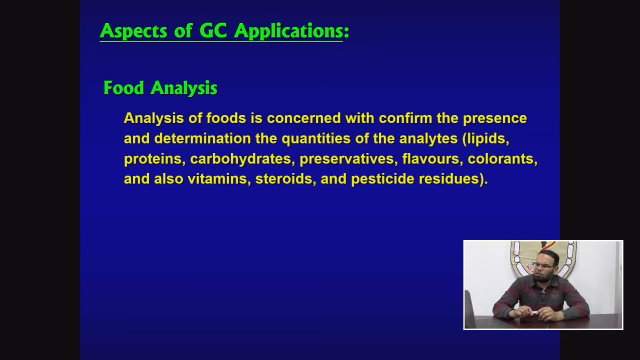 Aspects of GC Applications:
Food Analysis
Analysis of foods is concerned with confirm the presence
and determination the quantities of the analytes (lipids,
proteins, carbohydrates, preservatives, flavours, colorants,
and also vitamins, steroids, and pesticide residues).